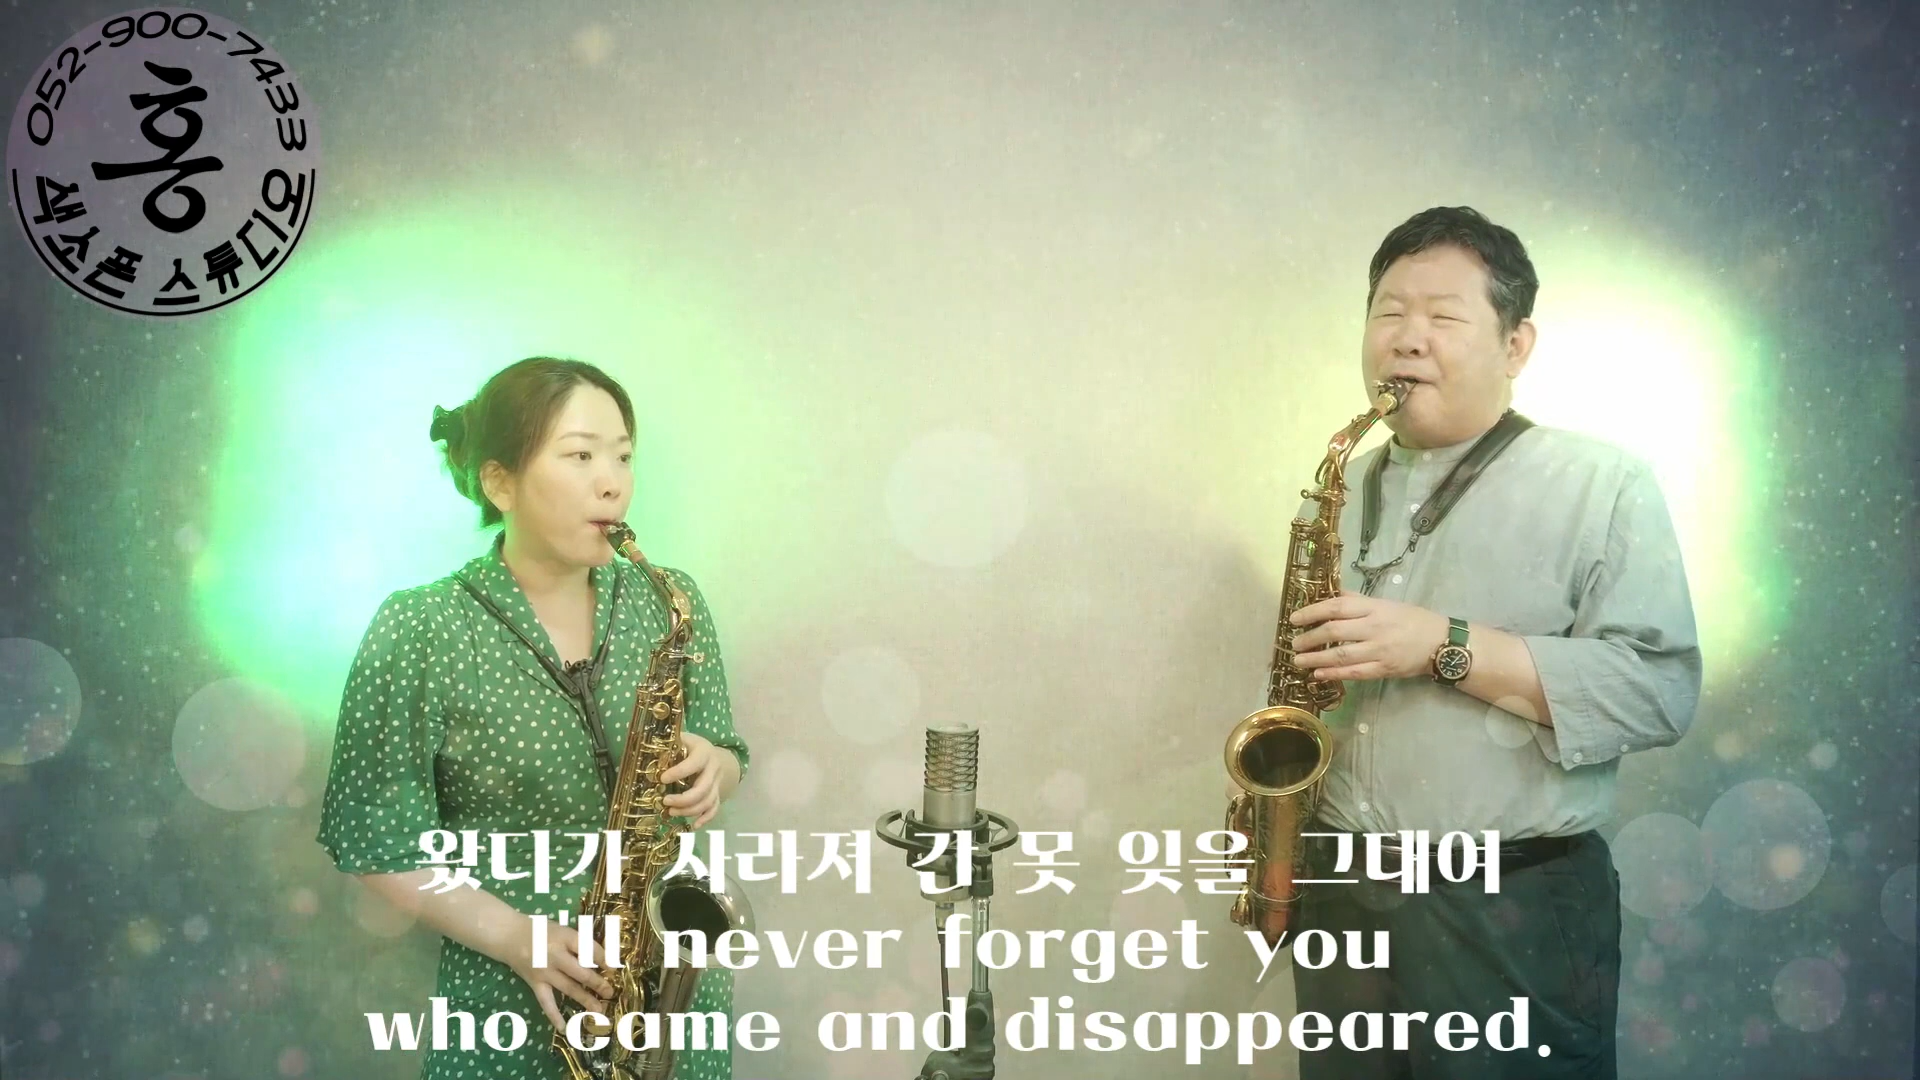 052-900-7433
홍
색소폰 스튜디오
왔다가 사라져 간 못 잊을 그대여
I'll never forget you
who came and disappeared.